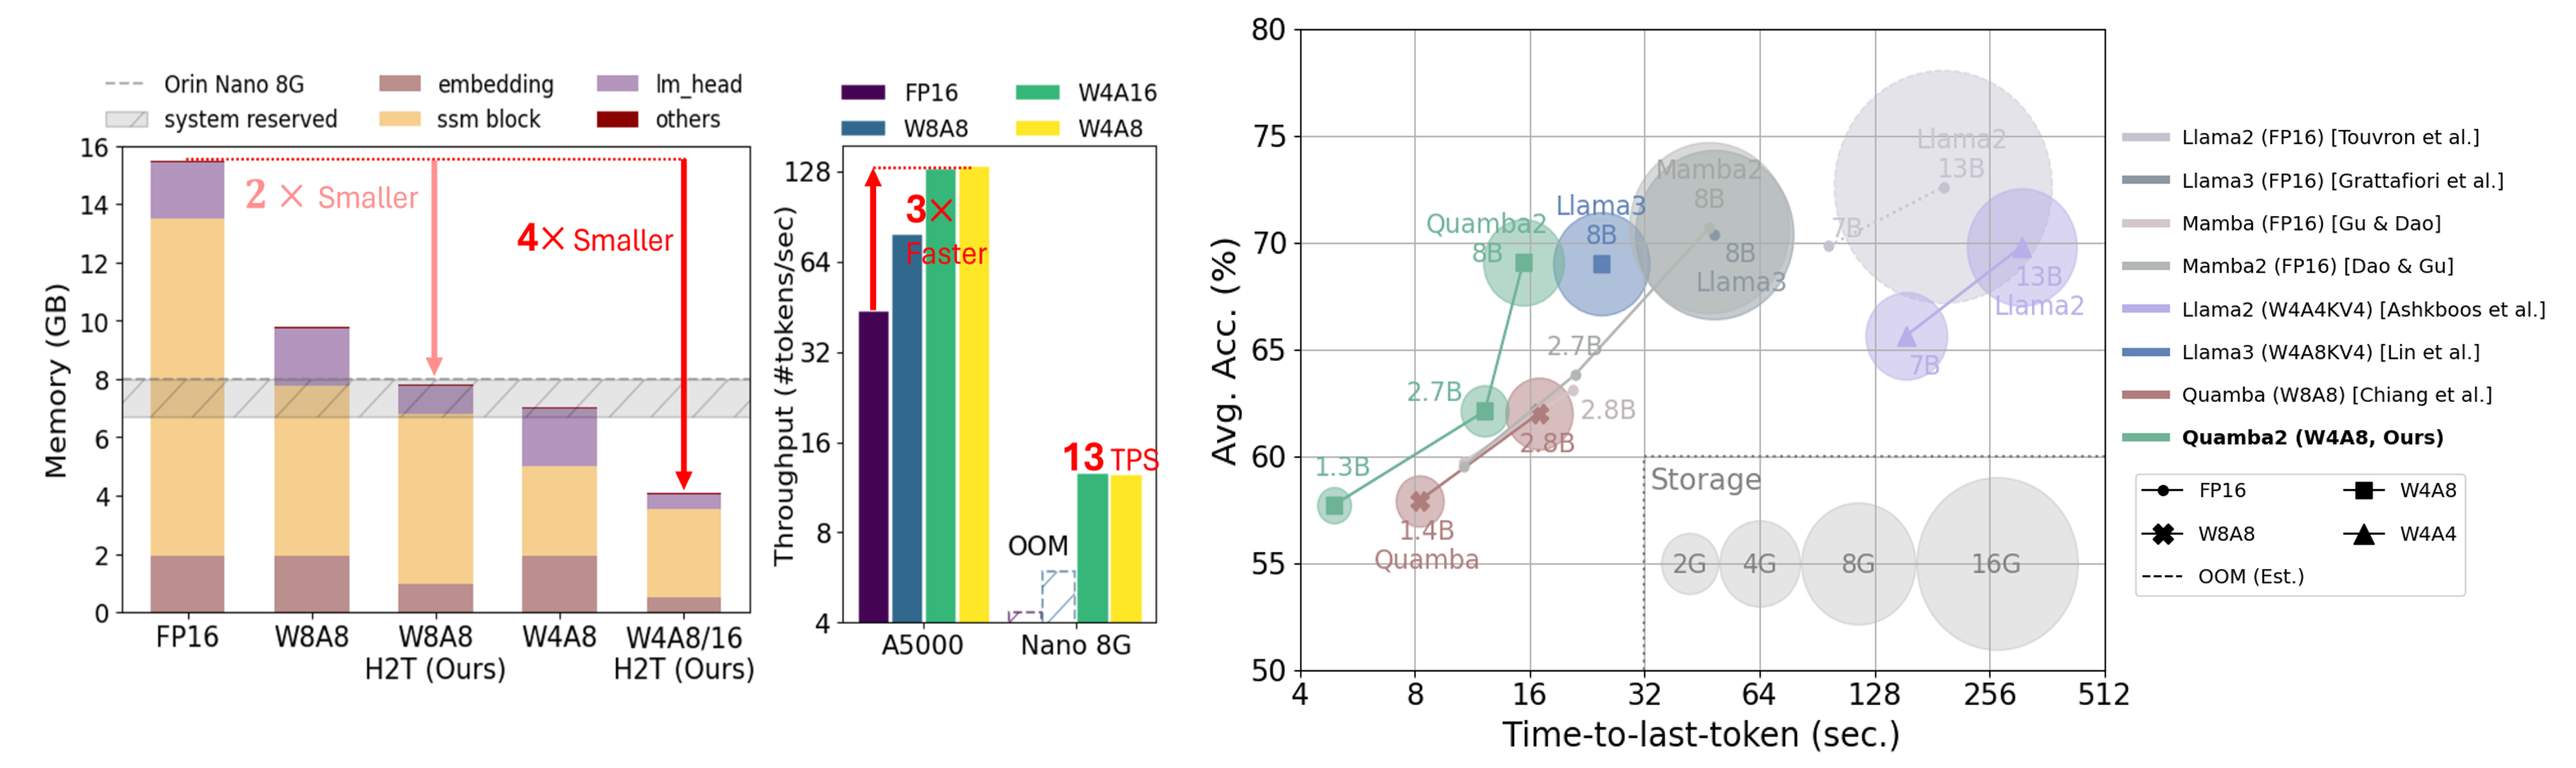 Orin Nano 8G
embedding
lm_head
system reserved
ssm block
others
Memory (GB)
16
14
12
10
8
6
4
2
0
2 × Smaller
4× Smaller
FP16
W8A8
W8A8
H2T (Ours)
W4A8
W4A8/16
H2T (Ours)
FP16
W4A16
W8A8
W4A8
Throughput (#tokens/sec)
128
64
32
16
8
4
3×
Faster
OOM
13 TPS
A5000
Nano 8G
Avg. Acc. (%)
80
75
70
65
60
55
50
Quamba2
8B
2.7B
1.3B
Llama3
8B
Mamba2
8B
8B
Llama3
2.7B
2.8B
2.8B
1.4B
Quamba
Llama2
13B
7B
13B
Llama2
7B
Storage
2G
4G
8G
16G
4
8
16
32
64
128
256
512
Time-to-last-token (sec.)
Llama2 (FP16) [Touvron et al.]
Llama3 (FP16) [Grattafiori et al.]
Mamba (FP16) [Gu & Dao]
Mamba2 (FP16) [Dao & Gu]
Llama2 (W4A4KV4) [Ashkboos et al.]
Llama3 (W4A8KV4) [Lin et al.]
Quamba (W8A8) [Chiang et al.]
Quamba2 (W4A8, Ours)
FP16
W4A8
W8A8
W4A4
OOM (Est.)